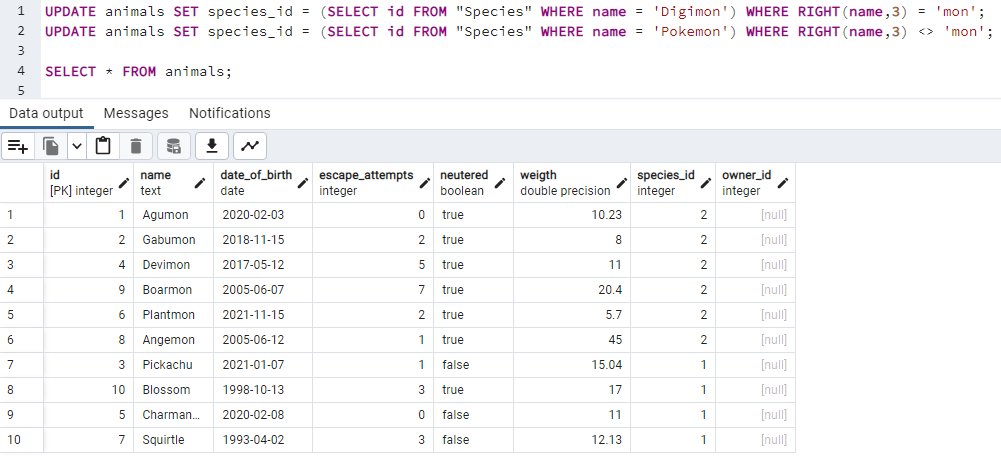 1 UPDATE animals SET species_id = (SELECT id FROM "Species" WHERE name = 'Digimon') WHERE RIGHT(name,3) = 'mon';
2 UPDATE animals SET species_id = (SELECT id FROM "Species" WHERE name = 'Pokemon') WHERE RIGHT(name,3) <> 'mon';
3
4 SELECT * FROM animals;
5
Data output Messages Notifications
id name date_of_birth escape_attempts neutered weigth species_id owner_id
[PK] integer text date integer boolean double precision integer integer
1 1 Agumon 2020-02-03 0 true 10.23 2 [null]
2 2 Gabumon 2018-11-15 2 true 8 2 [null]
3 4 Devimon 2017-05-12 5 true 11 2 [null]
4 9 Boarmon 2005-06-07 7 true 20.4 2 [null]
5 6 Plantmon 2021-11-15 2 true 5.7 2 [null]
6 8 Angemon 2005-06-12 1 true 45 2 [null]
7 3 Pickachu 2021-01-07 1 false 15.04 1 [null]
8 10 Blossom 1998-10-13 3 true 17 1 [null]
9 5 Charman... 2020-02-08 0 false 11 1 [null]
10 7 Squirtle 1993-04-02 3 false 12.13 1 [null]